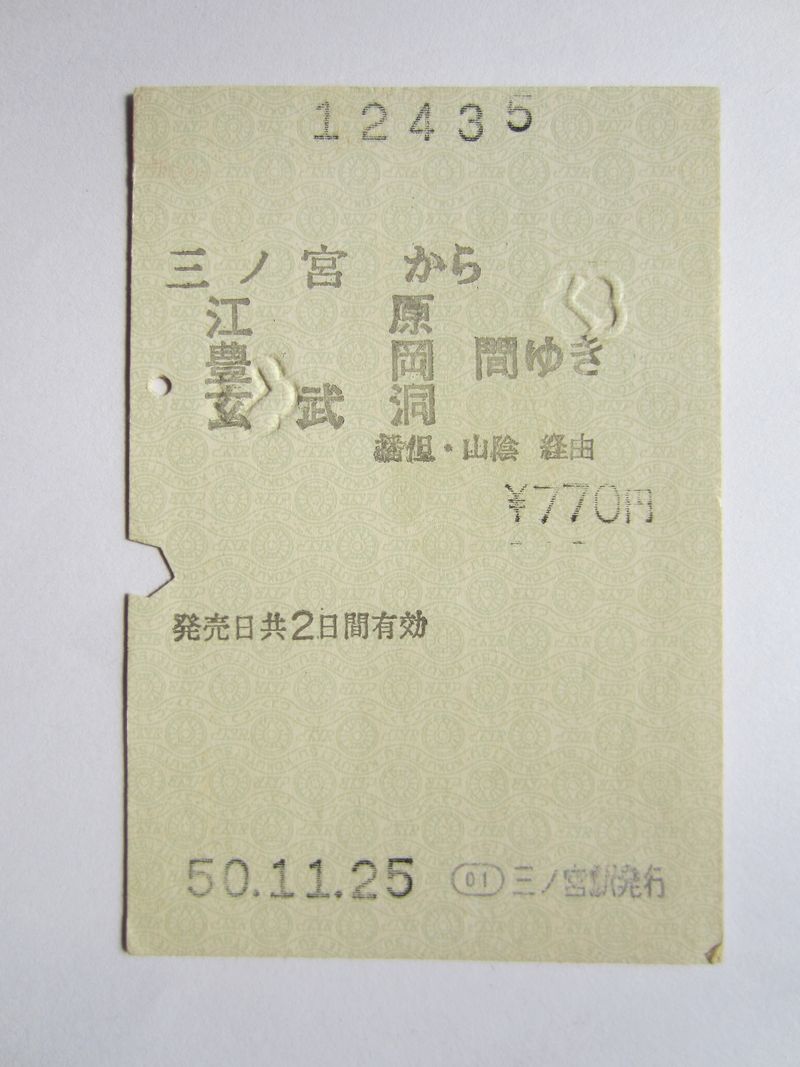 12435
三ノ宮 から
江原
豊岡 間ゆき
玄武洞
播但・山陰 経由
¥770円
発売日共2日間有効
50.11.25 01 三ノ宮駅発行